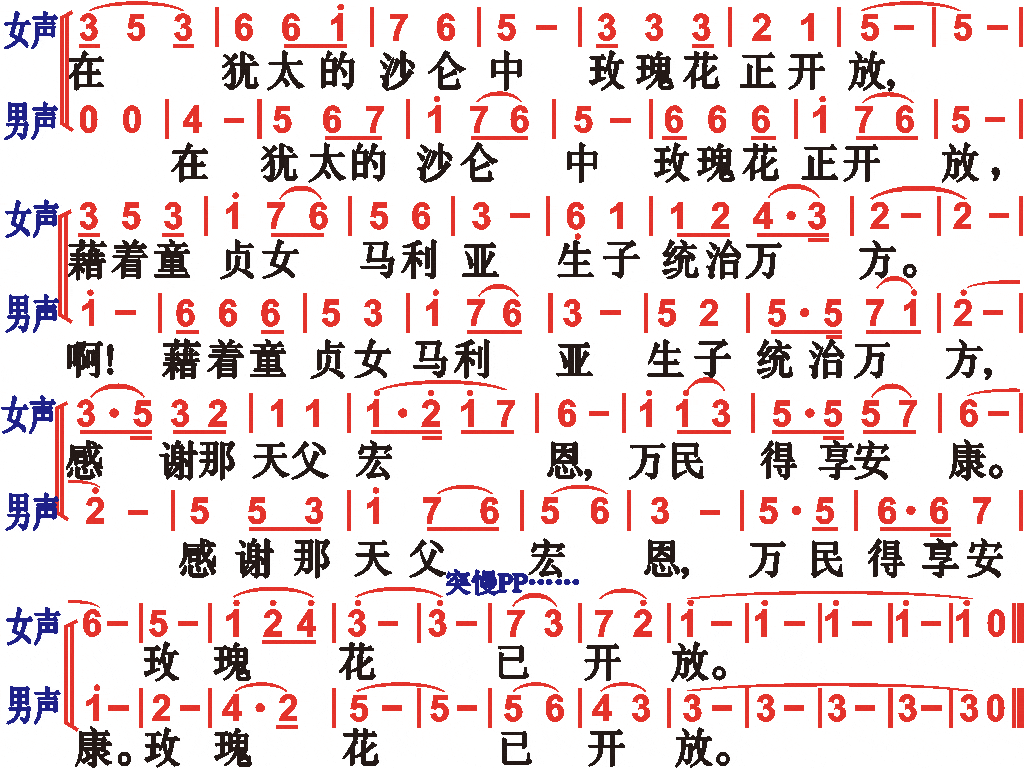 女声 3 5 3 | 6 6 i | 7 6 | 5 – | 3 3 3 | 2 1 | 5 – | 5 – |
在 犹太的 沙仑 中 玫瑰花 正开 放,
男声 0 0 | 4 – | 5 6 7 | i 7 6 | 5 – | 6 6 6 | i 7 6 | 5 – |
在 犹太的 沙仑 中 玫瑰花 正开 放,
女声 3 5 3 | i 7 6 | 5 6 | 3 – | 6 1 | 1 2 4·3 | 2 – | 2 – |
藉着童 贞女 马利 亚 生子 统治万 方。
男声 i – | 6 6 6 | 5 3 | i 7 6 | 3 – | 5 2 | 5·5 7 i | 2 – |
啊! 藉着童 贞女 马利 亚 生子 统治万 方,
女声 3·5 3 2 | 1 1 | i·2 i 7 | 6 – | i i 3 | 5·5 5 7 | 6 –
感 谢那 天父 宏 恩, 万民 得享安 康。
男声 2 – | 5 5 3 | i 7 6 | 5 6 | 3 – | 5·5 | 6·6 7 |
感谢那 天父 宏 恩, 万民得享安
突慢PP……
女声 6 – | 5 – | i 2 4 | 3 – | 3 – | 7 3 | 7 2 | i – | i – | i – | i – | i 0 ‖
玫 瑰 花 已 开 放。
男声 i – | 2 – | 4·2 | 5 – | 5 – | 5 6 | 4 3 | 3 – | 3 – | 3 – | 3 – | 3 0 ‖
康。玫 瑰 花 已 开 放。